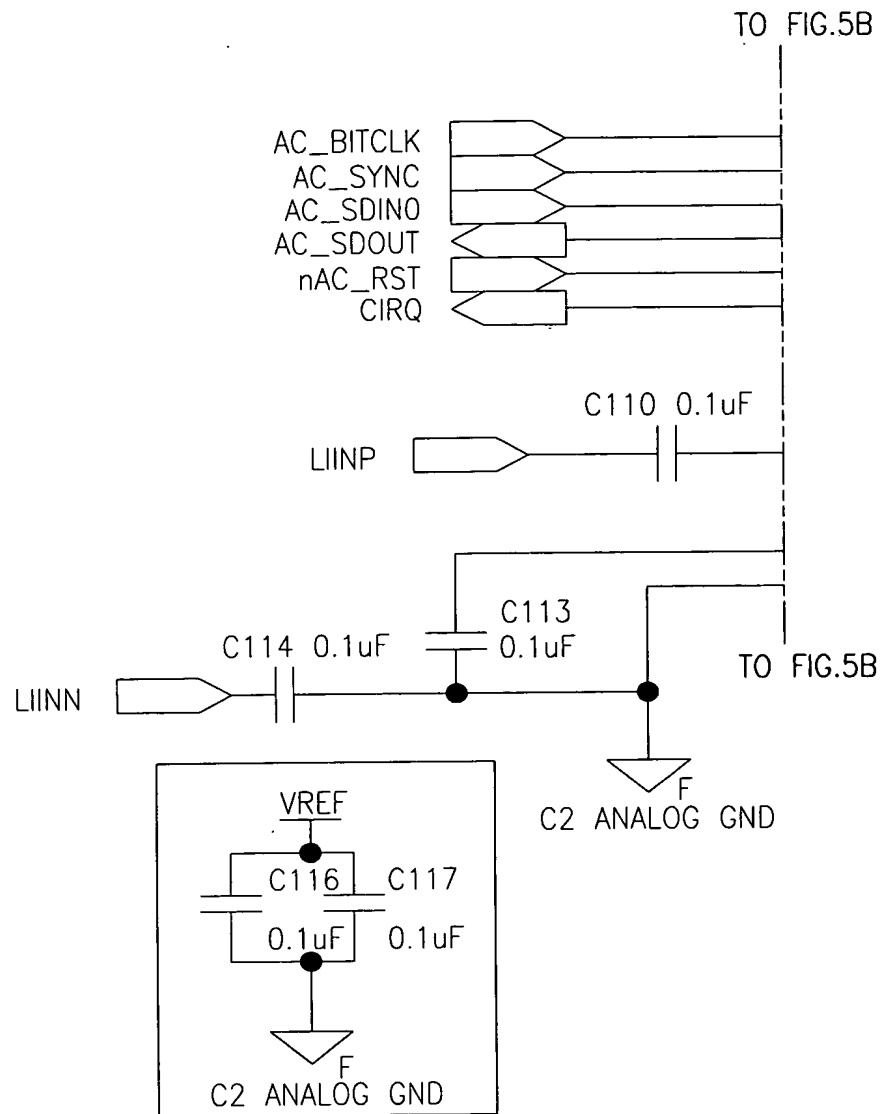 TO FIG.5B
AC_BITCLK
AC_SYNC
AC_SDIN0
AC_SDOUT
nAC_RST
CIRQ
C110 0.1uF
LIINP
C113
0.1uF
C114 0.1uF
TO FIG.5B
LIINN
F
C2 ANALOG GND
VREF
C116 C117
0.1uF 0.1uF
F
C2 ANALOG GND